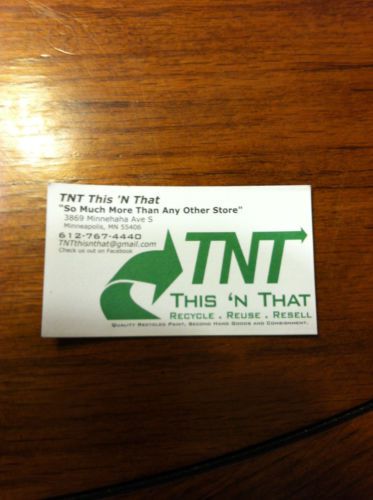 TNT This 'N That
"So Much More Than Any Other Store"
3869 Minnehaha Ave S
Minneapolis, MN 55406
612-767-4440
TNTthisnthat@gmail.com
Check us out on Facebook
TNT
THIS 'N THAT
RECYCLE . REUSE . RESELL
QUALITY RECYCLED PAINT, SECOND HAND GOODS AND CONSIGNMENT.